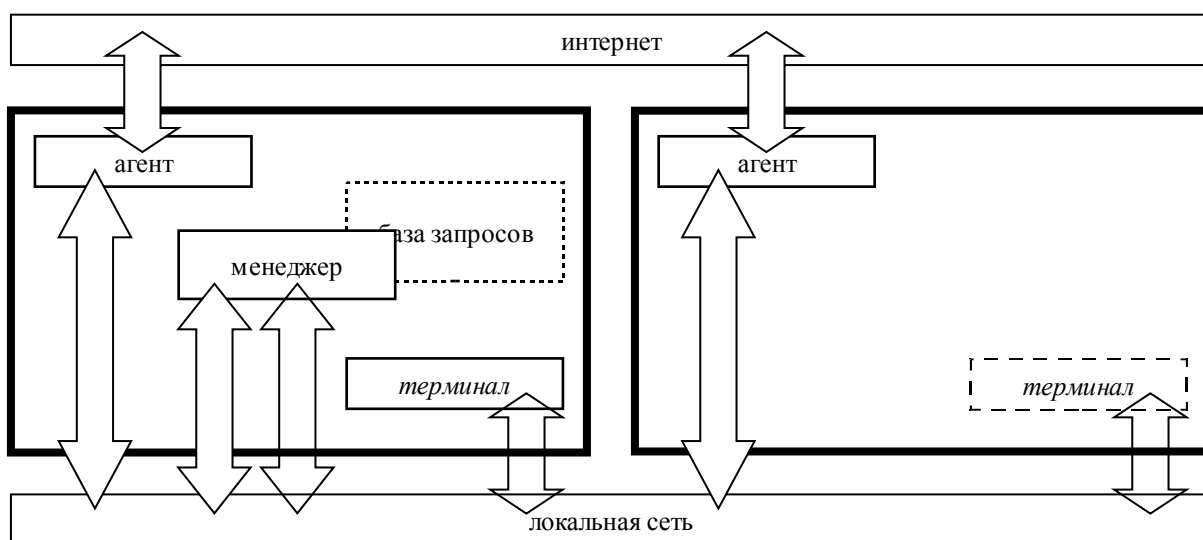 интернет
агент
агент
база запросов
менеджер
терминал
терминал
локальная сеть